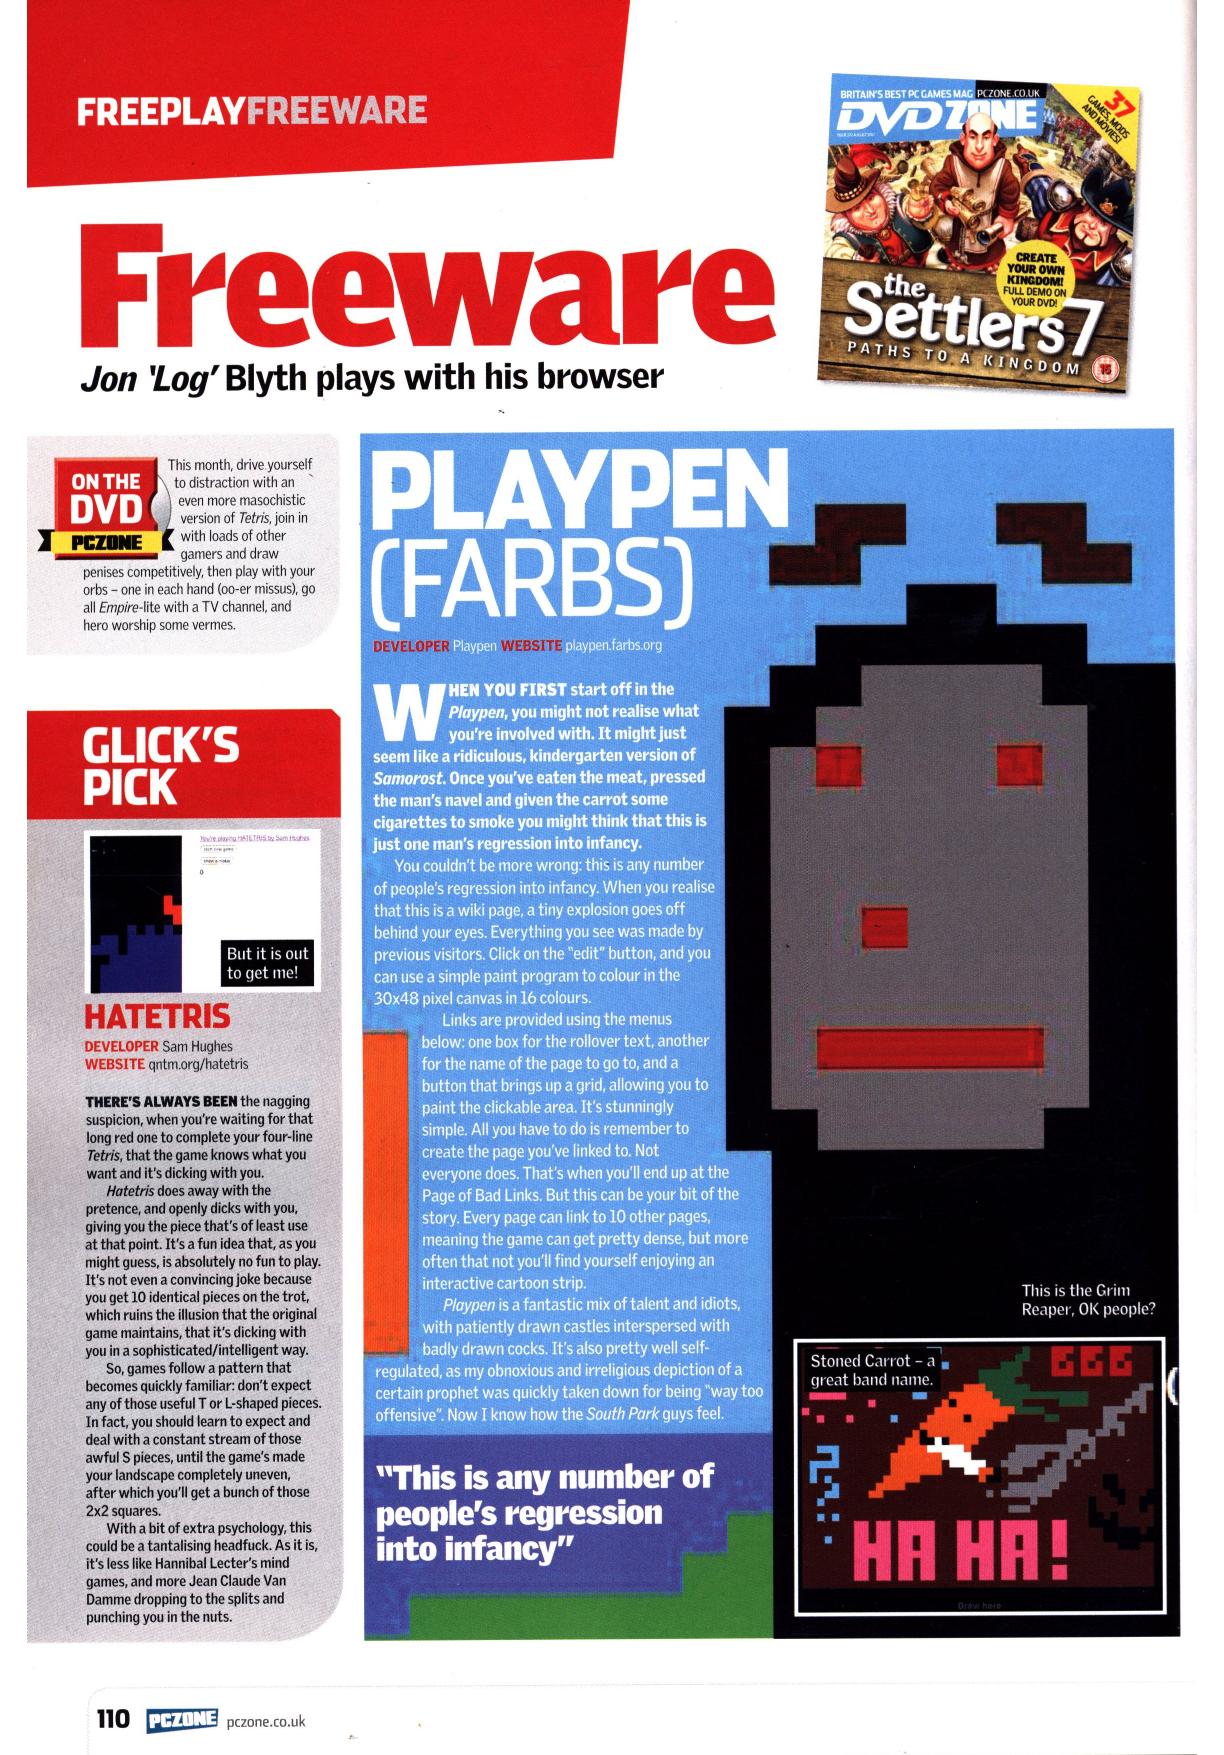 FREEPLAYFREEWARE
BRITAIN'S BEST PC GAMES MAG PCZONE.CO.UK
DVD ZONE
37
GAMES, MODS
AND MOVIES!
CREATE
YOUR OWN
KINGDOM!
FULL DEMO ON
YOUR DVD!
the
Settlers 7
PATHS TO A KINGDOM
15
Freeware
Jon 'Log' Blyth plays with his browser
ON THE
DVD
PCZONE
This month, drive yourself
to distraction with an
even more masochistic
version of Tetris, join in
with loads of other
gamers and draw
penises competitively, then play with your
orbs – one in each hand (oo-er missus), go
all Empire-lite with a TV channel, and
hero worship some vermes.
GLICK'S
PICK
You're playing HATETRIS by Sam Hughes
start new game
show a replay
0
But it is out
to get me!
HATETRIS
DEVELOPER Sam Hughes
WEBSITE qntm.org/hatetris
THERE'S ALWAYS BEEN the nagging
suspicion, when you're waiting for that
long red one to complete your four-line
Tetris, that the game knows what you
want and it's dicking with you.
Hatetris does away with the
pretence, and openly dicks with you,
giving you the piece that's of least use
at that point. It's a fun idea that, as you
might guess, is absolutely no fun to play.
It's not even a convincing joke because
you get 10 identical pieces on the trot,
which ruins the illusion that the original
game maintains, that it's dicking with
you in a sophisticated/intelligent way.
So, games follow a pattern that
becomes quickly familiar: don't expect
any of those useful T or L-shaped pieces.
In fact, you should learn to expect and
deal with a constant stream of those
awful S pieces, until the game's made
your landscape completely uneven,
after which you'll get a bunch of those
2x2 squares.
With a bit of extra psychology, this
could be a tantalising headfuck. As it is,
it's less like Hannibal Lecter's mind
games, and more Jean Claude Van
Damme dropping to the splits and
punching you in the nuts.
PLAYPEN
(FARBS)
DEVELOPER Playpen WEBSITE playpen.farbs.org
WHEN YOU FIRST start off in the
Playpen, you might not realise what
you're involved with. It might just
seem like a ridiculous, kindergarten version of
Samorost. Once you've eaten the meat, pressed
the man's navel and given the carrot some
cigarettes to smoke you might think that this is
just one man's regression into infancy.
You couldn't be more wrong: this is any number
of people's regression into infancy. When you realise
that this is a wiki page, a tiny explosion goes off
behind your eyes. Everything you see was made by
previous visitors. Click on the "edit" button, and you
can use a simple paint program to colour in the
30x48 pixel canvas in 16 colours.
Links are provided using the menus
below: one box for the rollover text, another
for the name of the page to go to, and a
button that brings up a grid, allowing you to
paint the clickable area. It's stunningly
simple. All you have to do is remember to
create the page you've linked to. Not
everyone does. That's when you'll end up at the
Page of Bad Links. But this can be your bit of the
story. Every page can link to 10 other pages,
meaning the game can get pretty dense, but more
often that not you'll find yourself enjoying an
interactive cartoon strip.
Playpen is a fantastic mix of talent and idiots,
with patiently drawn castles interspersed with
badly drawn cocks. It's also pretty well self-
regulated, as my obnoxious and irreligious depiction of a
certain prophet was quickly taken down for being "way too
offensive". Now I know how the South Park guys feel.
"This is any number of
people's regression
into infancy"
This is the Grim
Reaper, OK people?
Stoned Carrot – a
great band name.
666
HA HA!
Draw here
110 PCZONE pczone.co.uk